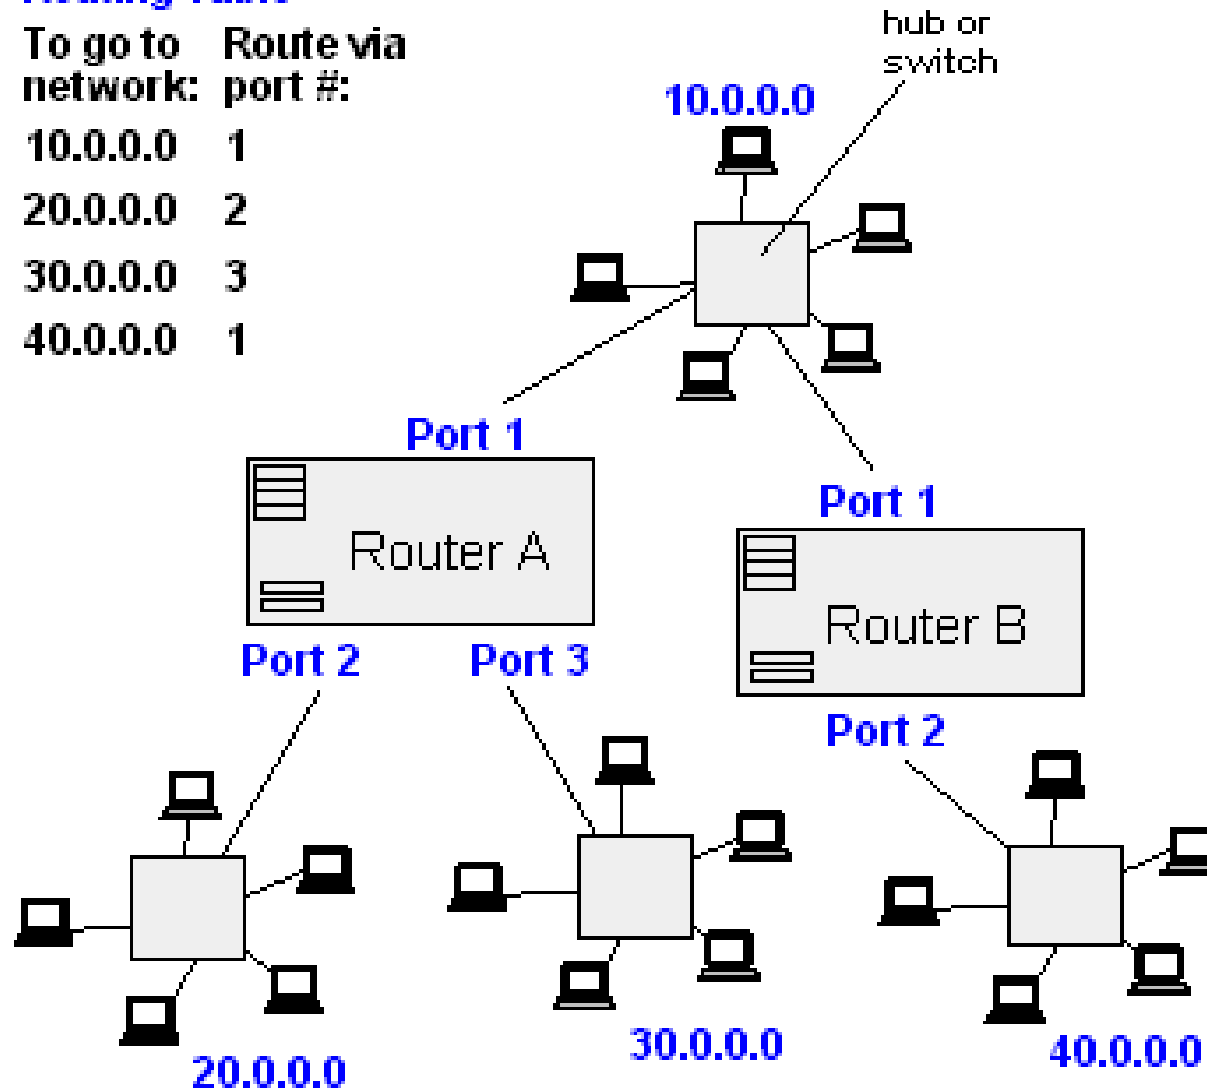 To go to Route via
network: port #:
10.0.0.0 1
20.0.0.0 2
30.0.0.0 3
40.0.0.0 1
hub or
switch
10.0.0.0
Port 1
Router A
Port 2 Port 3
Port 1
Router B
Port 2
20.0.0.0
30.0.0.0
40.0.0.0